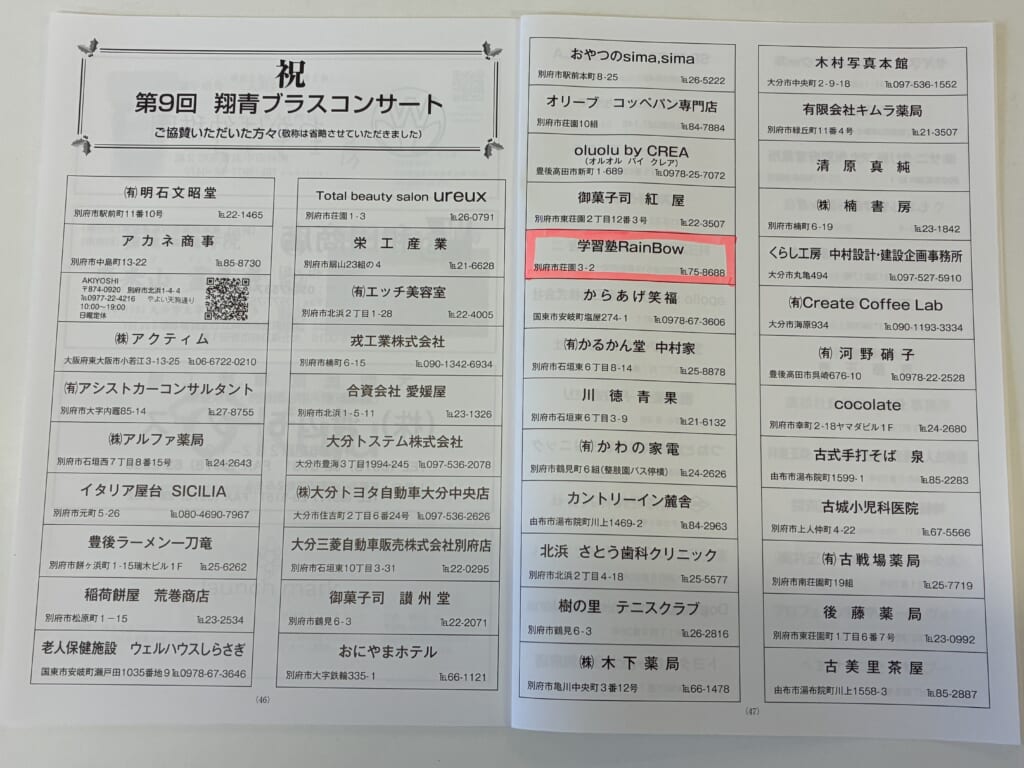 祝
第9回 翔青ブラスコンサート
ご協賛いただいた方々(敬称は省略させていただきました)
㈲明石文昭堂
別府市駅前町11番10号 ℡22-1465
アカネ商事
別府市中島町13-22 ℡85-8730
AKIYOSHI
〒874-0920 別府市北浜1-4-4
℡0977-22-4216 やよい天狗通り
10:00～19:00
日曜定休
㈱アクティム
大阪府東大阪市小若江3-13-25 ℡06-6722-0210
㈲アシストカーコンサルタント
別府市大字内竈85-14 ℡27-8755
㈱アルファ薬局
別府市石垣西7丁目8番15号 ℡24-2643
イタリア屋台 SICILIA
別府市元町5-26 ℡080-4690-7967
豊後ラーメン一刀竜
別府市餅ヶ浜町1-15瑞木ビル1F ℡25-6262
稲荷餅屋 荒巻商店
別府市松原町1－15 ℡23-2534
老人保健施設 ウェルハウスしらさぎ
国東市安岐町瀬戸田1035番地9 ℡0978-67-3646
Total beauty salon ureux
別府市荘園1-3 ℡26-0791
栄工産業
別府市扇山23組の4 ℡21-6628
㈲エッチ美容室
別府市北浜2丁目1-28 ℡22-4005
戎工業株式会社
別府市楠町6-15 ℡090-1342-6934
合資会社 愛媛屋
別府市北浜1-5-11 ℡23-1326
大分トステム株式会社
大分市豊海3丁目1994-245 ℡097-536-2078
㈱大分トヨタ自動車大分中央店
大分市住吉町2丁目6番24号 ℡097-536-2626
大分三菱自動車販売株式会社別府店
別府市石垣東10丁目3-31 ℡22-0295
御菓子司 讃州堂
別府市鶴見6-3 ℡22-2071
おにやまホテル
別府市大字鉄輪335-1 ℡66-1121
(46)
おやつのsima,sima
別府市駅前本町8-25 ℡26-5222
オリーブ コッペパン専門店
別府市荘園10組 ℡84-7884
oluolu by CREA
(オルオル バイ クレア)
豊後高田市新町1-689 ℡0978-25-7072
御菓子司 紅屋
別府市東荘園2丁目12番3号 ℡22-3507
学習塾RainBow
別府市荘園3-2 ℡75-8688
からあげ笑福
国東市安岐町塩屋274-1 ℡0978-67-3606
㈲かるかん堂 中村家
別府市石垣東6丁目8-14 ℡25-8878
川徳青果
別府市石垣東6丁目3-9 ℡21-6132
㈲かわの家電
別府市鶴見町6組(整肢園バス停横) ℡24-2626
カントリーイン麓舎
由布市湯布院町川上1469-2 ℡84-2963
北浜 さとう歯科クリニック
別府市北浜2丁目4-18 ℡25-5577
樹の里 テニスクラブ
別府市鶴見6-3 ℡26-2816
㈱木下薬局
別府市亀川中央町3番12号 ℡66-1478
木村写真本館
大分市中央町2-9-18 ℡097-536-1552
有限会社キムラ薬局
別府市緑丘町11番4号 ℡21-3507
清原真純
㈱楠書房
別府市楠町6-19 ℡23-1842
くらし工房 中村設計・建設企画事務所
大分市丸亀494 ℡097-527-5910
㈲Create Coffee Lab
大分市海原934 ℡090-1193-3334
㈲河野硝子
豊後高田市呉崎676-10 ℡0978-22-2528
cocolate
別府市幸町2-18ヤマダビル1F ℡24-2680
古式手打そば 泉
由布市湯布院町川上1599-1 ℡85-2283
古城小児科医院
別府市上人仲町4-22 ℡67-5566
㈲古戦場薬局
別府市南荘園町19組 ℡25-7719
後藤薬局
別府市東荘園町1丁目6番7号 ℡23-0992
古美里茶屋
由布市湯布院町川上1558-3 ℡85-2887
(47)